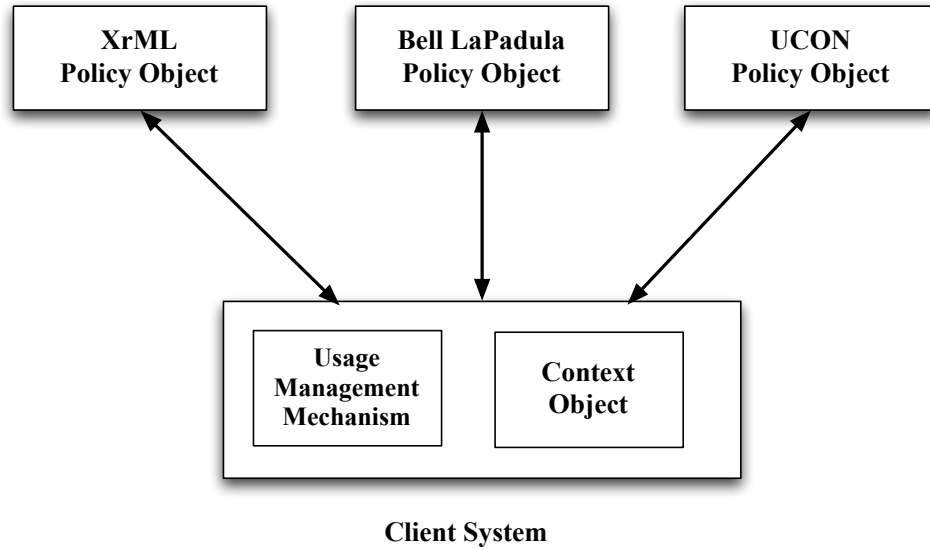 XrML
Policy Object
Bell LaPadula
Policy Object
UCON
Policy Object
Usage
Management
Mechanism
Context
Object
Client System